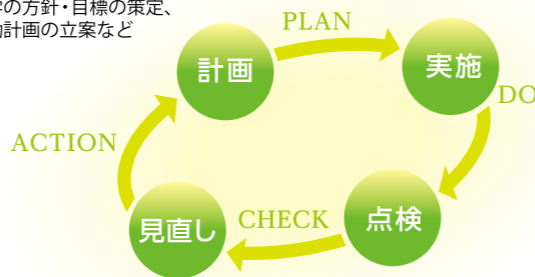 の方針・目標の策定、
計画の立案など
PLAN
計画
実施
DO
ACTION
見直し
CHECK
点検